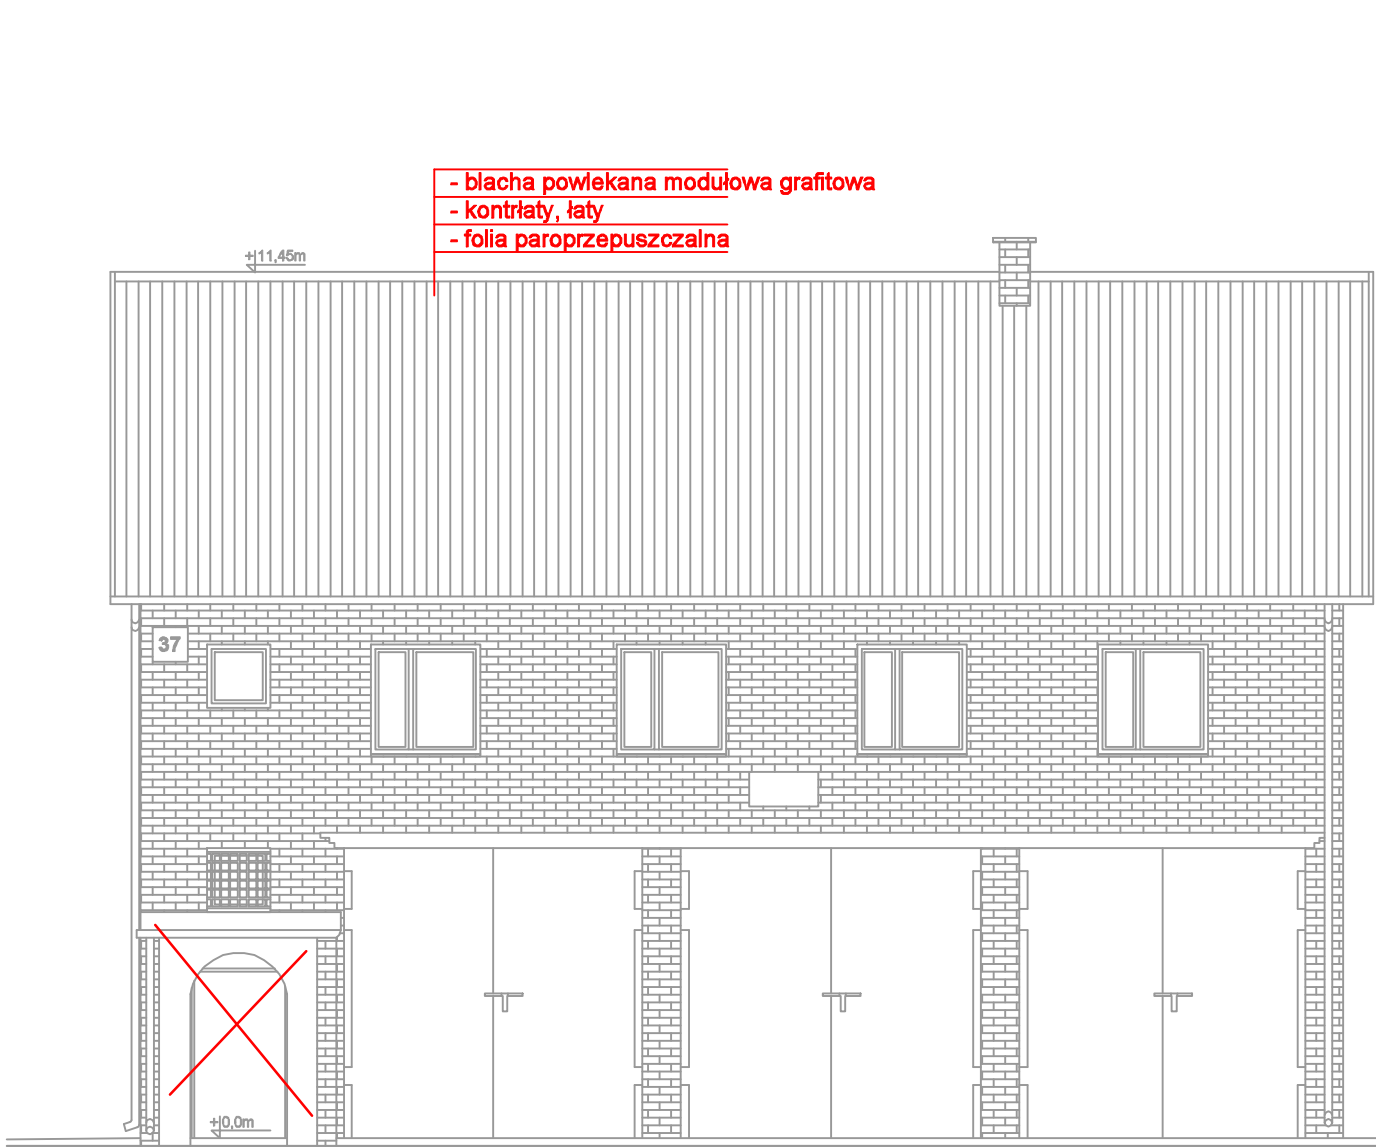 - blacha powlekana modułowa grafitowa
- kontrłaty, łaty
- folia paroprzepuszczalna
+11,45m
37
+0,0m